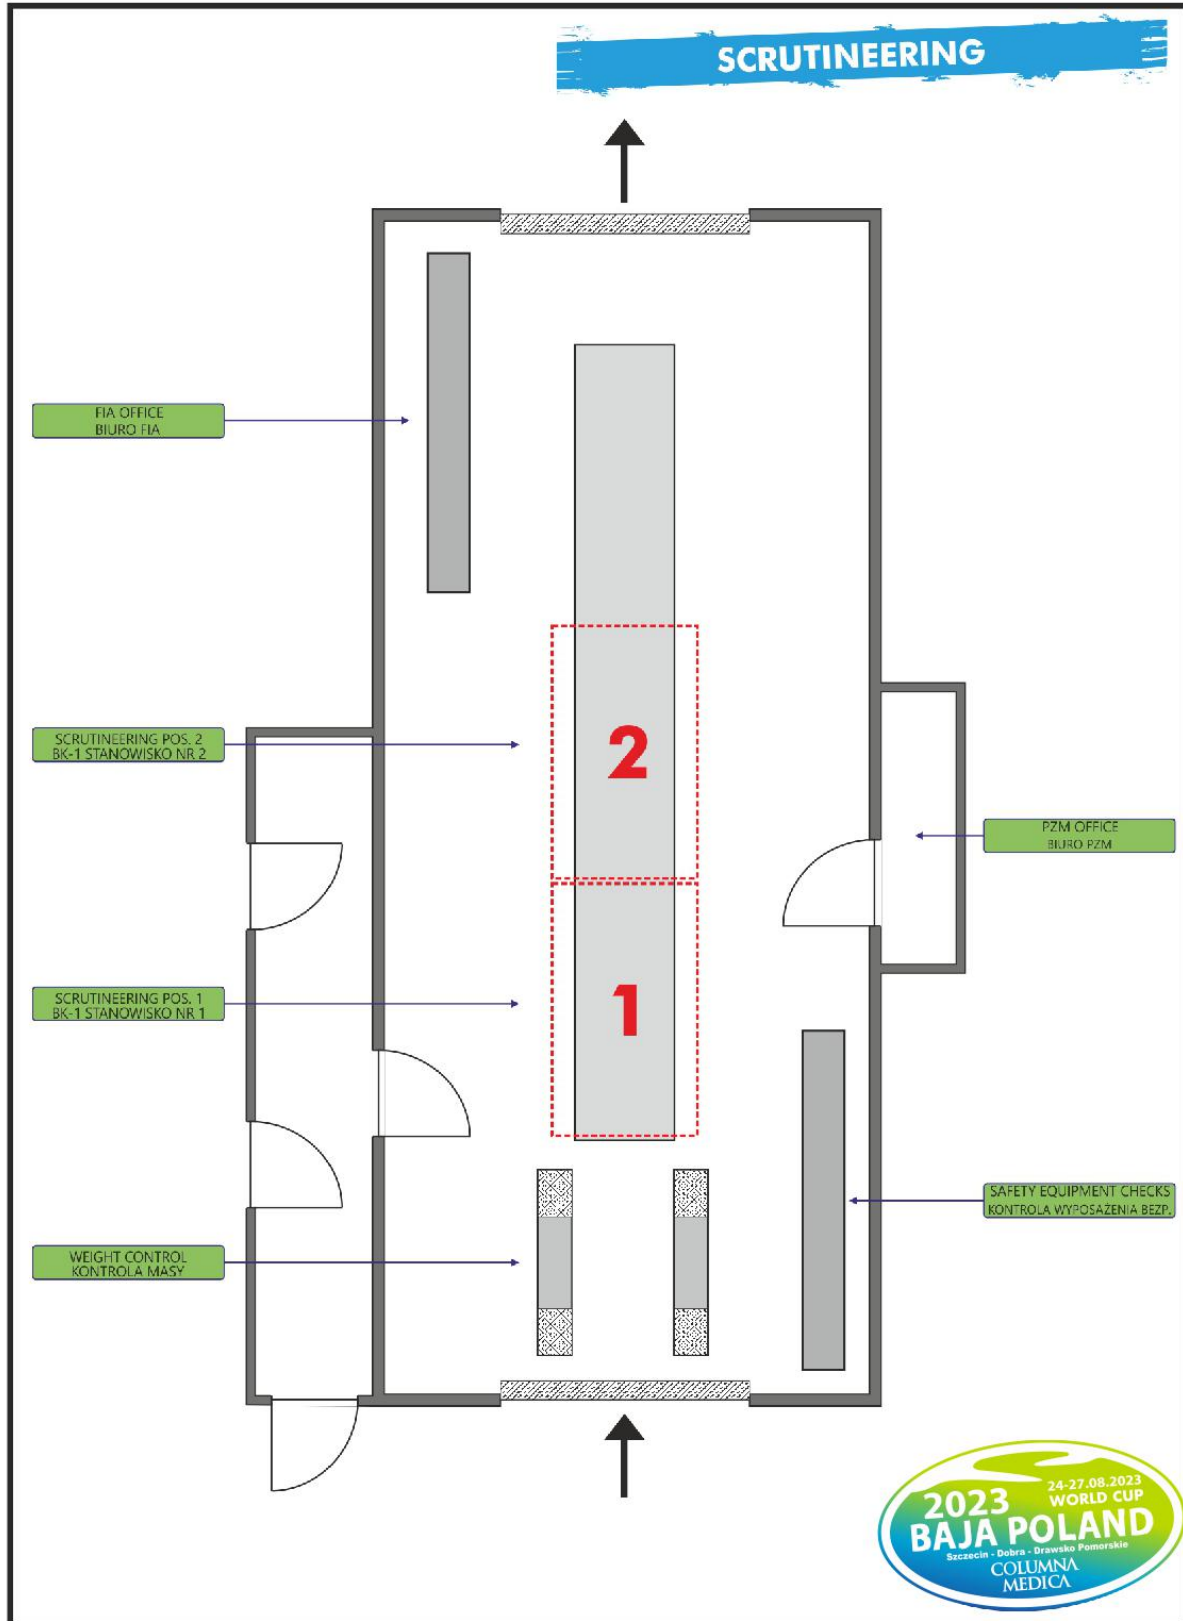 SCRUTINEERING
FIA OFFICE
BIURO FIA
SCRUTINEERING POS. 2
BK-1 STANOWISKO NR 2
2
PZM OFFICE
BIURO PZM
SCRUTINEERING POS. 1
BK-1 STANOWISKO NR 1
1
SAFETY EQUIPMENT CHECKS
KONTROLA WYPOSAŻENIA BEZP.
WEIGHT CONTROL
KONTROLA MASY
24-27.08.2023
2023 WORLD CUP
BAJA POLAND
Szczecin - Dobra - Drawsko Pomorskie
COLUMNA
MEDICA